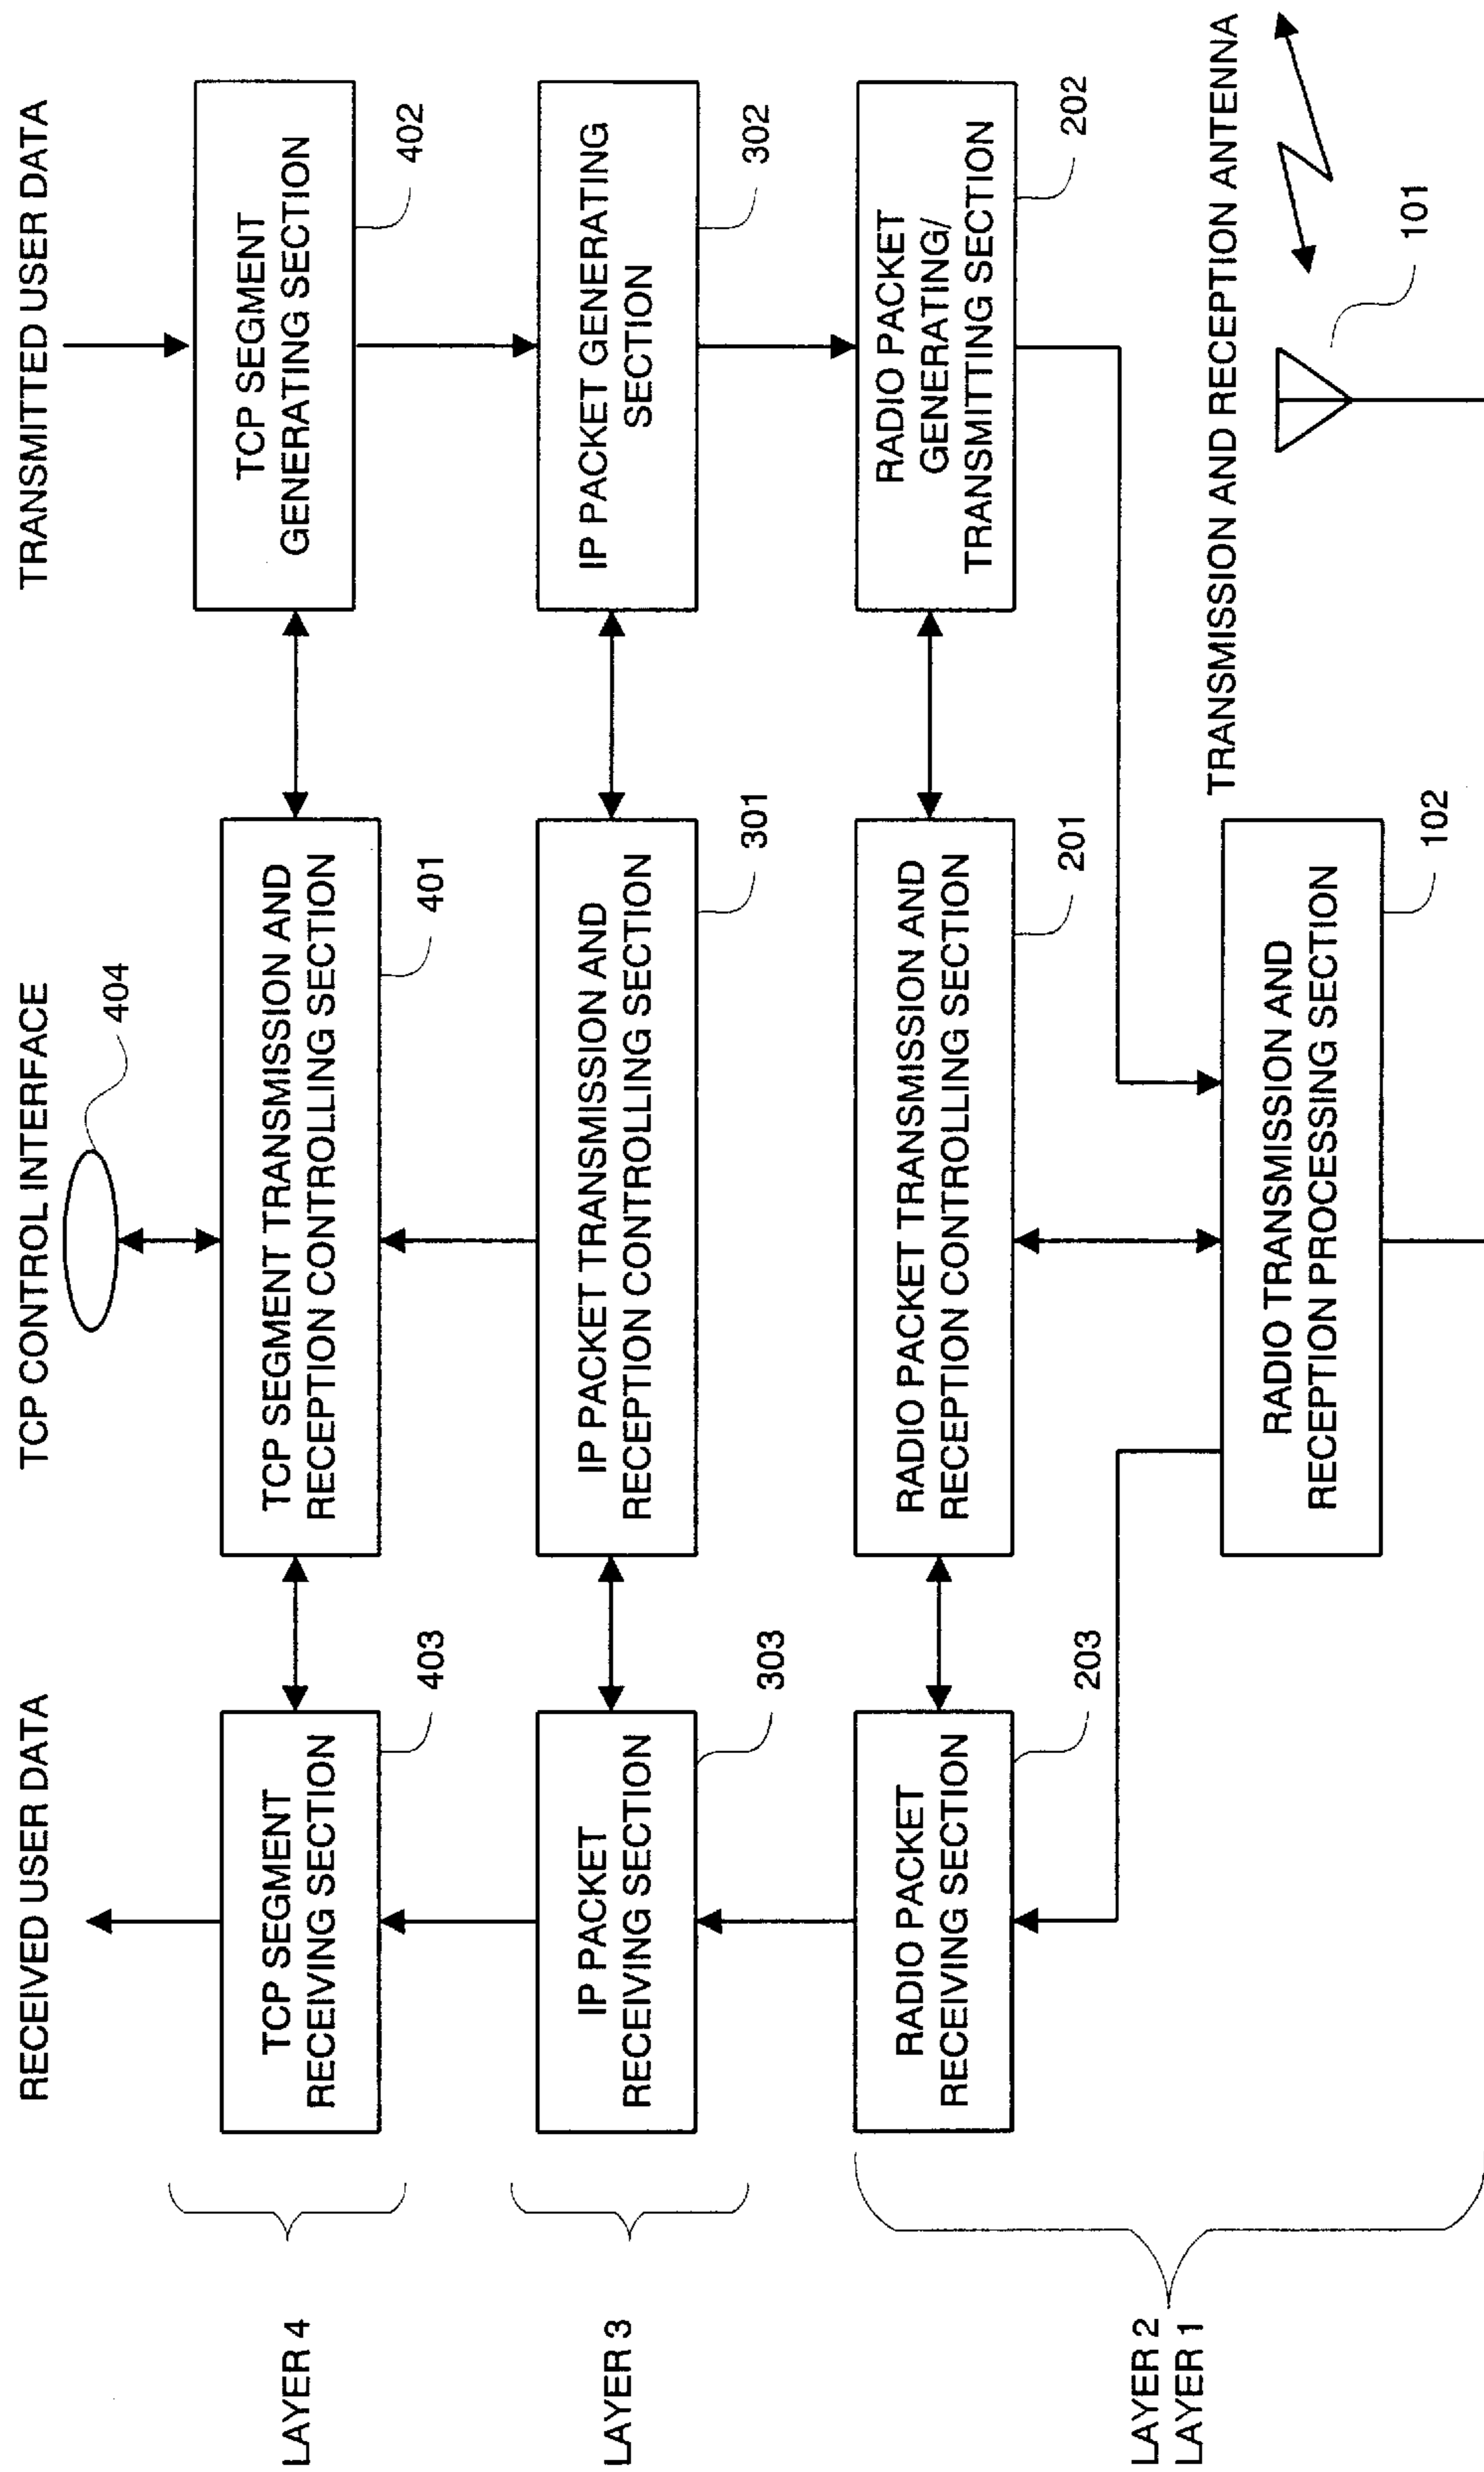 RECEIVED USER DATA
TCP CONTROL INTERFACE
TRANSMITTED USER DATA
404
LAYER 4
TCP SEGMENT
RECEIVING SECTION
403
TCP SEGMENT TRANSMISSION AND
RECEPTION CONTROLLING SECTION
401
TCP SEGMENT
GENERATING SECTION
402
LAYER 3
IP PACKET
RECEIVING SECTION
303
IP PACKET TRANSMISSION AND
RECEPTION CONTROLLING SECTION
301
IP PACKET GENERATING
SECTION
302
LAYER 2
LAYER 1
RADIO PACKET
RECEIVING SECTION
203
RADIO PACKET TRANSMISSION AND
RECEPTION CONTROLLING SECTION
201
RADIO PACKET
GENERATING/
TRANSMITTING SECTION
202
RADIO TRANSMISSION AND
RECEPTION PROCESSING SECTION
102
TRANSMISSION AND RECEPTION ANTENNA
101